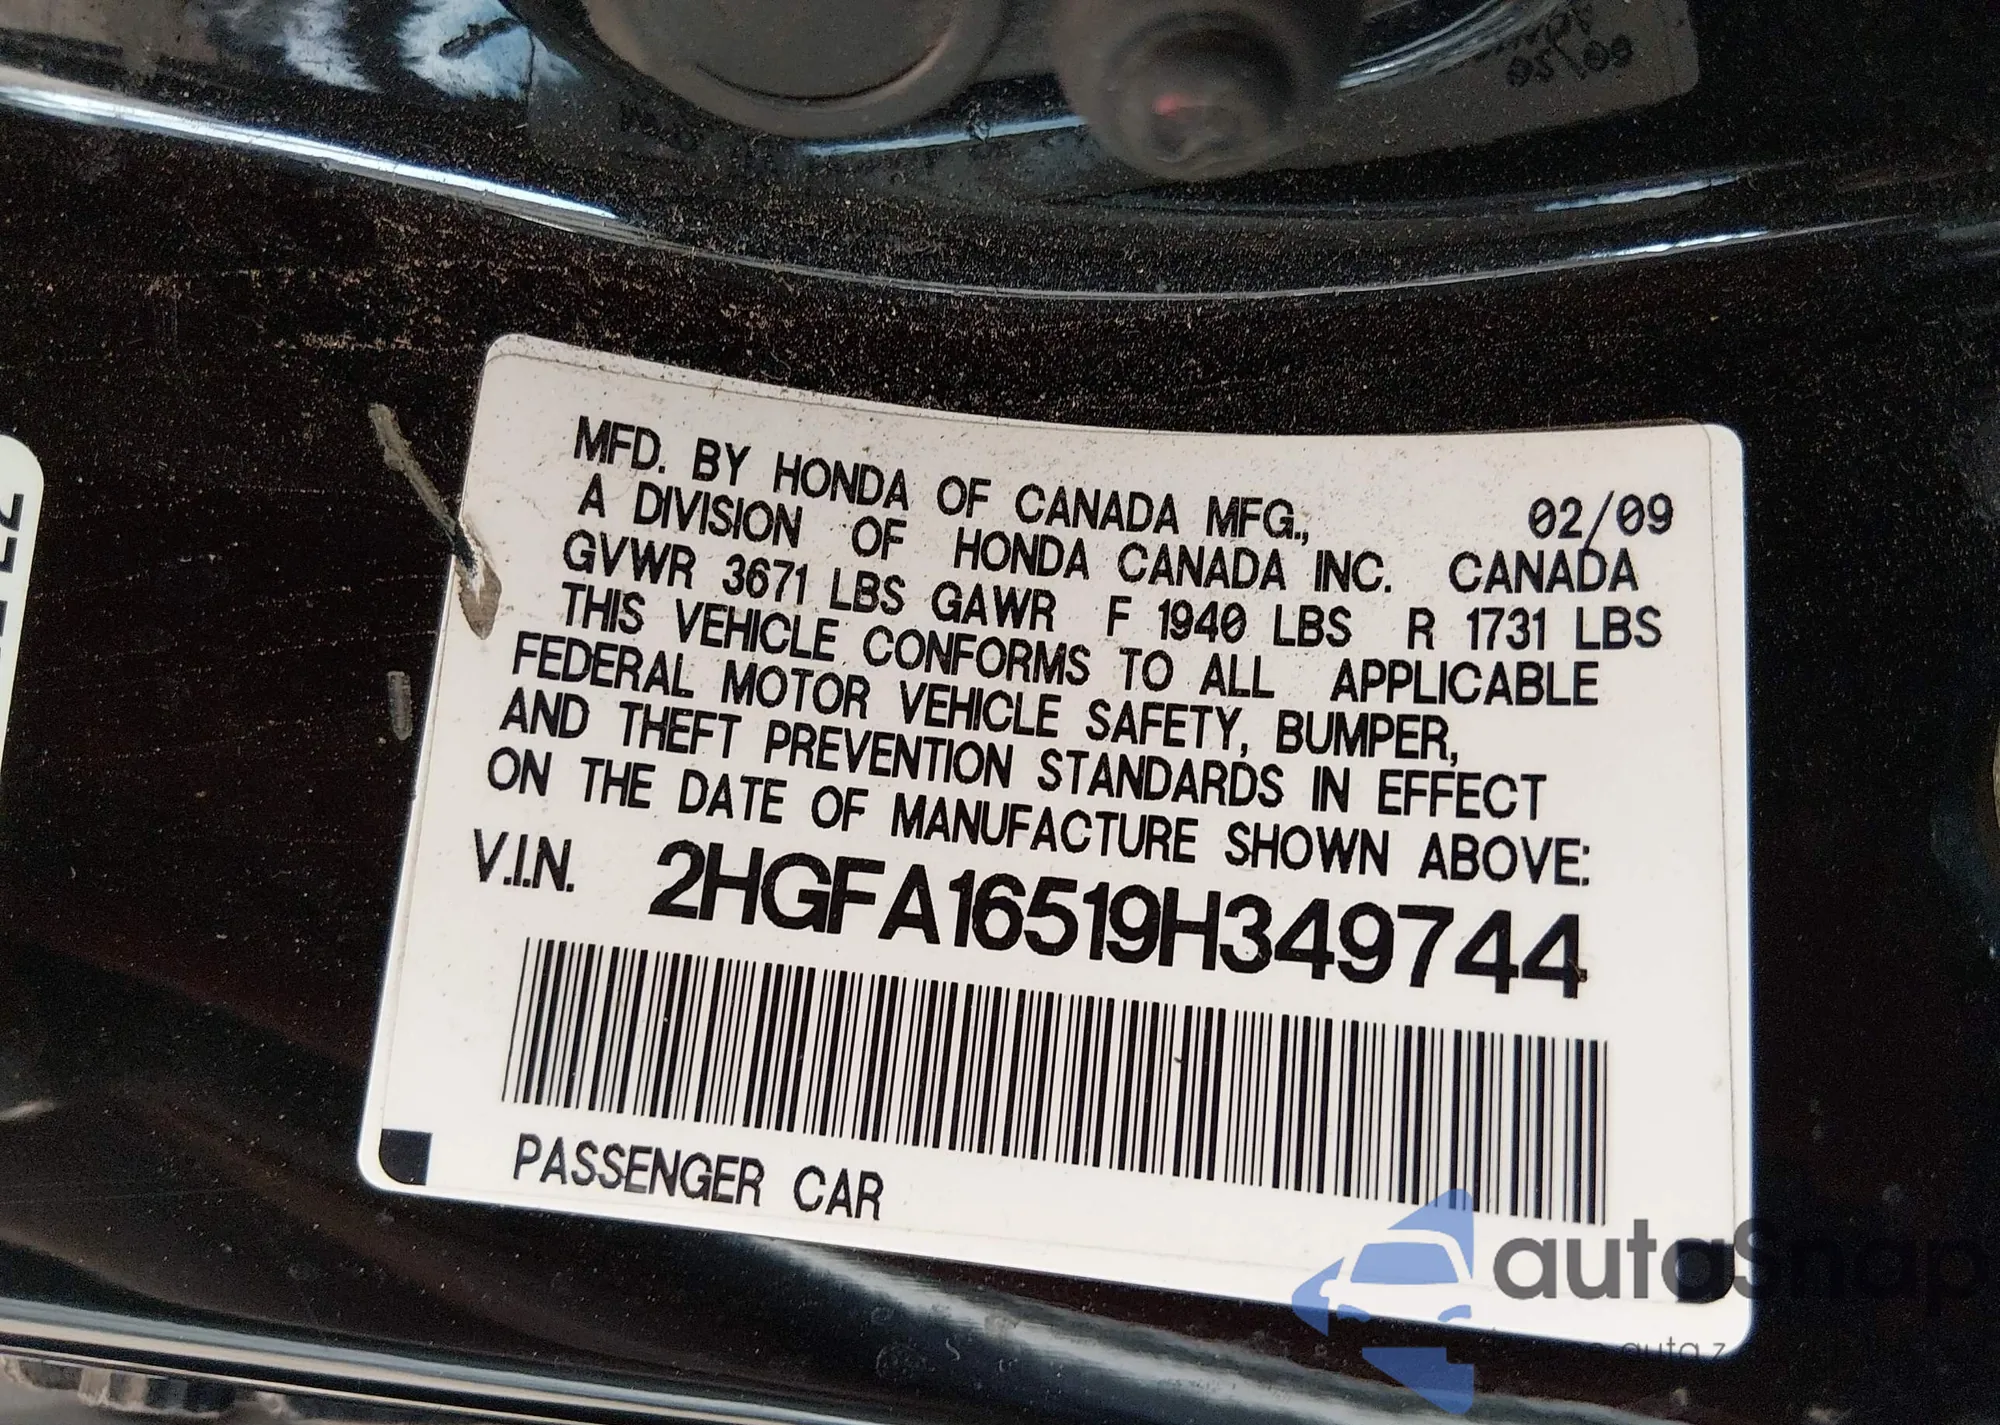 MFD. BY HONDA OF CANADA MFG., 02/09
A DIVISION OF HONDA CANADA INC. CANADA
GVWR 3671 LBS GAWR F 1940 LBS R 1731 LBS
THIS VEHICLE CONFORMS TO ALL APPLICABLE
FEDERAL MOTOR VEHICLE SAFETY, BUMPER,
AND THEFT PREVENTION STANDARDS IN EFFECT
ON THE DATE OF MANUFACTURE SHOWN ABOVE:
V.I.N. 2HGFA16519H349744
PASSENGER CAR
autasnap
auta z